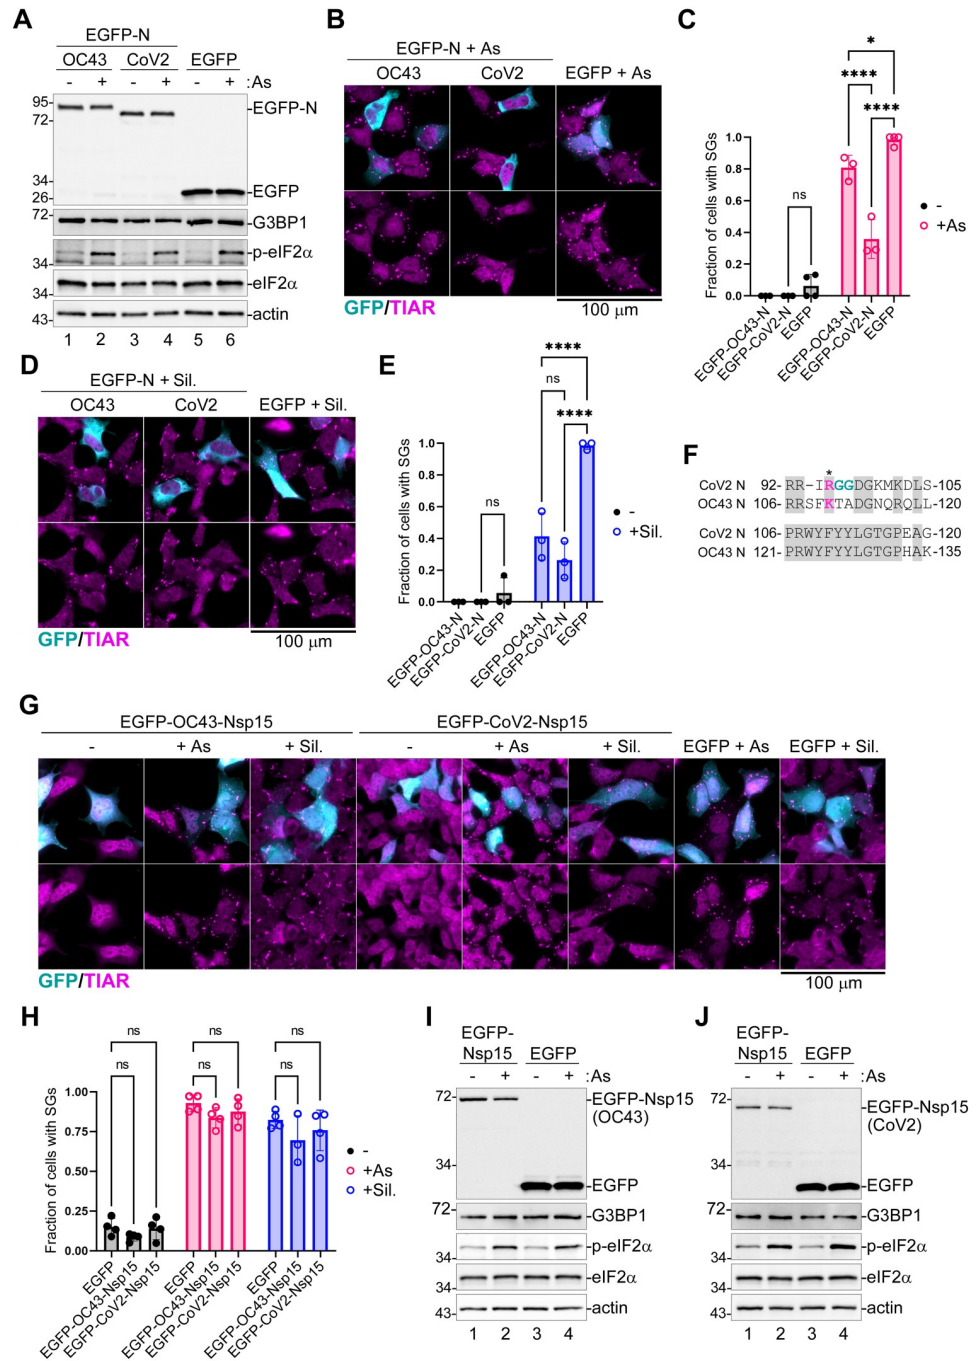 A
EGFP-N
OC43 CoV2 EGFP
- + - + - + :As
95-
72-
-EGFP-N
34-
26-
-EGFP
72-
-G3BP1
-p-eIF2α
34-
-eIF2α
34-
-actin
43-
1 2 3 4 5 6
B
EGFP-N + As
OC43 CoV2 EGFP + As
GFP/TIAR
100 μm
C
* 
**** ****
ns
Fraction of cells with SGs
1.0
0.8
0.6
0.4
0.2
0.0
EGFP-OC43-N
EGFP-CoV2-N
EGFP
EGFP-OC43-N
EGFP-CoV2-N
EGFP
-
+As
D
EGFP-N + Sil.
OC43 CoV2 EGFP + Sil.
GFP/TIAR
100 μm
E
****
ns
****
ns
Fraction of cells with SGs
1.0
0.8
0.6
0.4
0.2
0.0
EGFP-OC43-N
EGFP-CoV2-N
EGFP
EGFP-OC43-N
EGFP-CoV2-N
EGFP
-
+Sil.
F
*
CoV2 N 92- RR-IRGGDGKMKDLS-105
OC43 N 106- RRSFKTADGNQRQLL-120
CoV2 N 106- PRWYFYYLGTGPEAG-120
OC43 N 121- PRWYFYYLGTGPHAK-135
G
EGFP-OC43-Nsp15 EGFP-CoV2-Nsp15
- + As + Sil. - + As + Sil. EGFP + As EGFP + Sil.
GFP/TIAR
100 μm
H
ns ns ns
ns ns ns
Fraction of cells with SGs
1.00
0.75
0.50
0.25
0.00
EGFP
EGFP-OC43-Nsp15
EGFP-CoV2-Nsp15
EGFP
EGFP-OC43-Nsp15
EGFP-CoV2-Nsp15
EGFP
EGFP-OC43-Nsp15
EGFP-CoV2-Nsp15
-
+As
+Sil.
I
EGFP-
Nsp15 EGFP
- + - + :As
72-
-EGFP-Nsp15
(OC43)
34-
-EGFP
72-
-G3BP1
-p-eIF2α
34-
-eIF2α
34-
-actin
43-
1 2 3 4
J
EGFP-
Nsp15 EGFP
- + - + :As
72-
-EGFP-Nsp15
(CoV2)
34-
-EGFP
72-
-G3BP1
-p-eIF2α
34-
-eIF2α
34-
-actin
43-
1 2 3 4